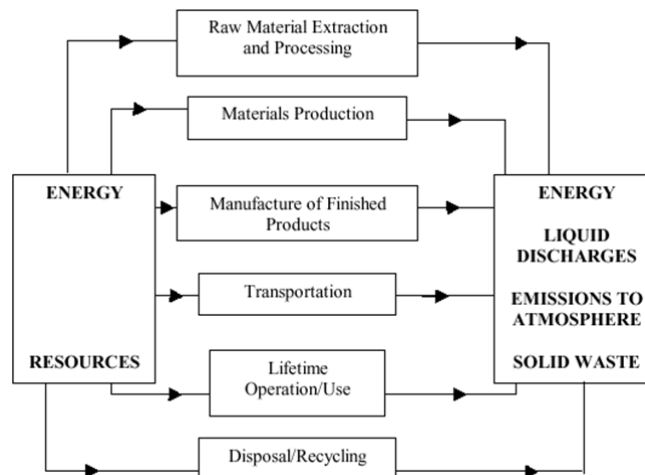 Raw Material Extraction
and Processing
Materials Production
ENERGY
RESOURCES
Manufacture of Finished
Products
Transportation
Lifetime
Operation/Use
Disposal/Recycling
ENERGY
LIQUID
DISCHARGES
EMISSIONS TO
ATMOSPHERE
SOLID WASTE